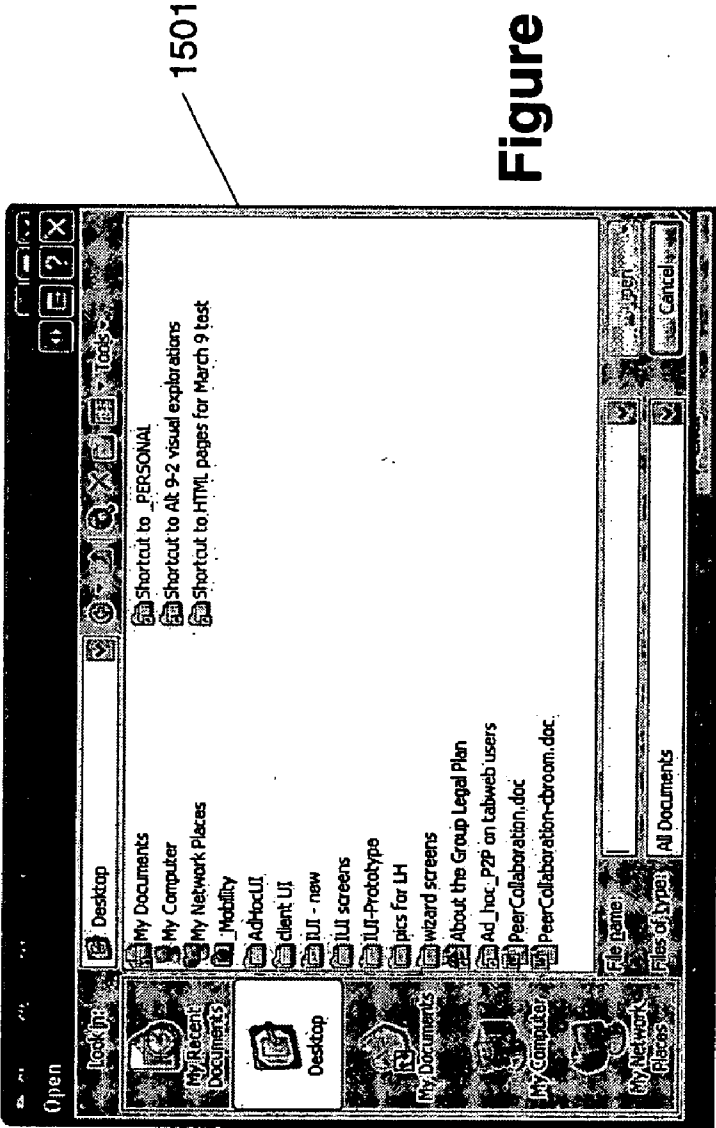 Open
Look in:
Desktop
Tools
My Recent
Documents
Desktop
My Documents
My Computer
My Network
Places
My Documents
My Computer
My Network Places
_Mobility
AdHocUI
client UI
IUI - new
IUI screens
IUI-Prototype
pics for LH
wizard screens
About the Group Legal Plan
Ad_hoc_P2P on tabweb users
PeerCollaboration.doc
PeerCollaboration-cbroom.doc
Shortcut to _PERSONAL
Shortcut to Alt 9-2 visual explorations
Shortcut to HTML pages for March 9 test
File name:
Files of type:
All Documents
Open
Cancel
1501
Figure